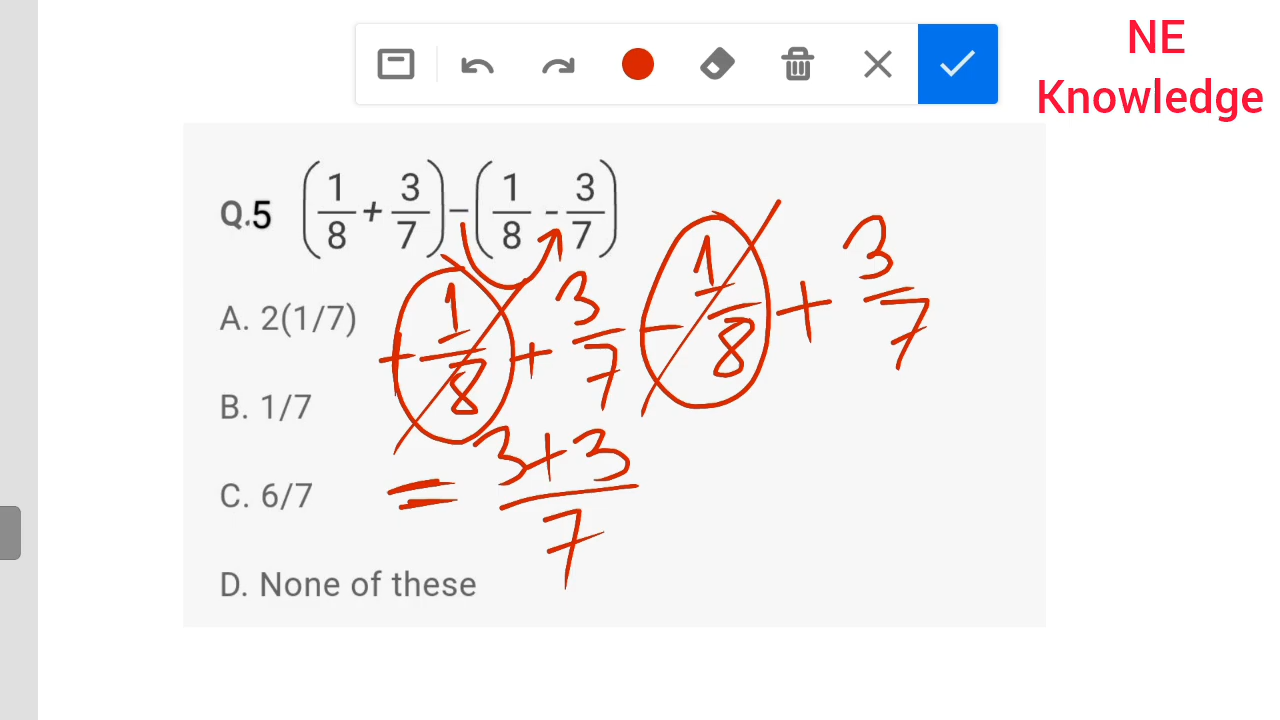 NE
Knowledge
Q.5 (1/8 + 3/7) − (1/8 - 3/7)
+ 1/8 + 3/7 − 1/8 + 3/7
A. 2(1/7)
B. 1/7
= 3+3/7
C. 6/7
D. None of these